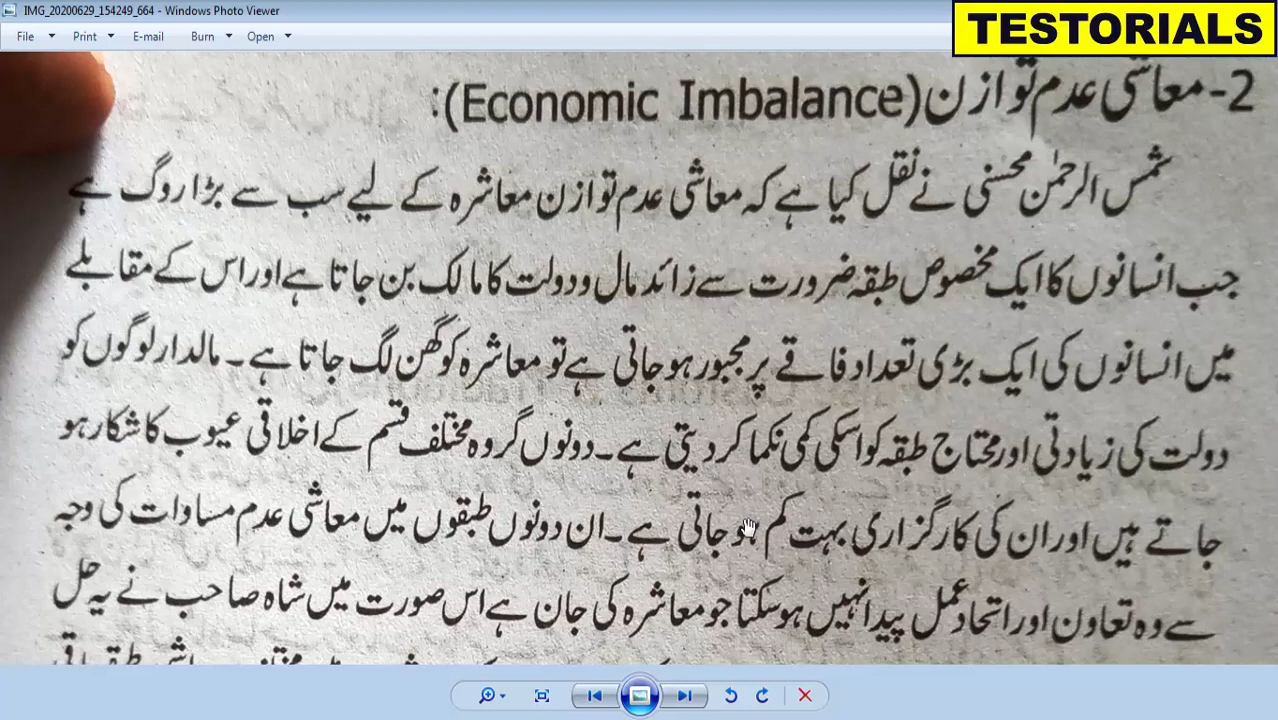 IMG_20200629_154249_664 - Windows Photo Viewer
File Print E-mail Burn Open
TESTORIALS
2- معاشی عدم توازن (Economic Imbalance):
شمس الرحمٰن محسنی نے نقل کیا ہے کہ معاشی عدم توازن معاشرہ کے لیے سب سے بڑا روگ ہے
جب انسانوں کا ایک مخصوص طبقہ ضرورت سے زائد مال و دولت کا مالک بن جاتا ہے اور اس کے مقابلے
میں انسانوں کی ایک بڑی تعداد فاقے پر مجبور ہو جاتی ہے تو معاشرہ کو گھن لگ جاتا ہے۔ مالدار لوگوں کو
دولت کی زیادتی اور محتاج طبقہ کو اسکی کمی نکما کر دیتی ہے۔ دونوں گروہ مختلف قسم کے اخلاقی عیوب کا شکار ہو
جاتے ہیں اور ان کی کارگزاری بہت کم ہو جاتی ہے۔ ان دونوں طبقوں میں معاشی عدم مساوات کی وجہ
سے وہ تعاون اور اتحاد عمل پیدا نہیں ہو سکتا جو معاشرہ کی جان ہے اس صورت میں شاہ صاحب نے یہ حل